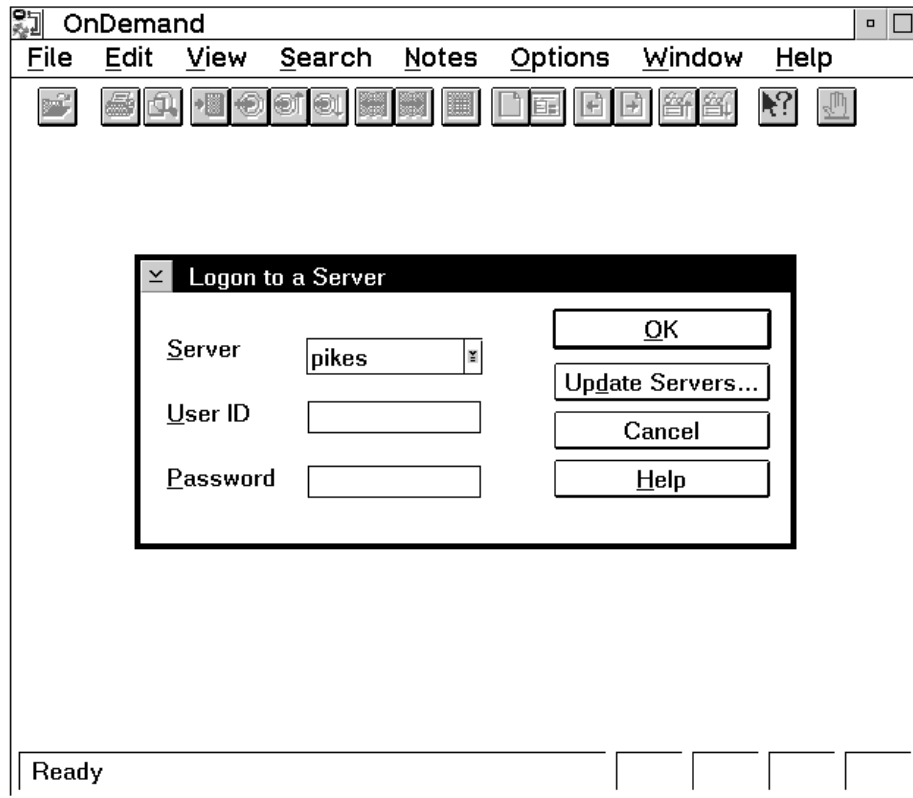 OnDemand
File Edit View Search Notes Options Window Help
Logon to a Server
Server pikes OK
Update Servers...
User ID
Cancel
Password Help
Ready